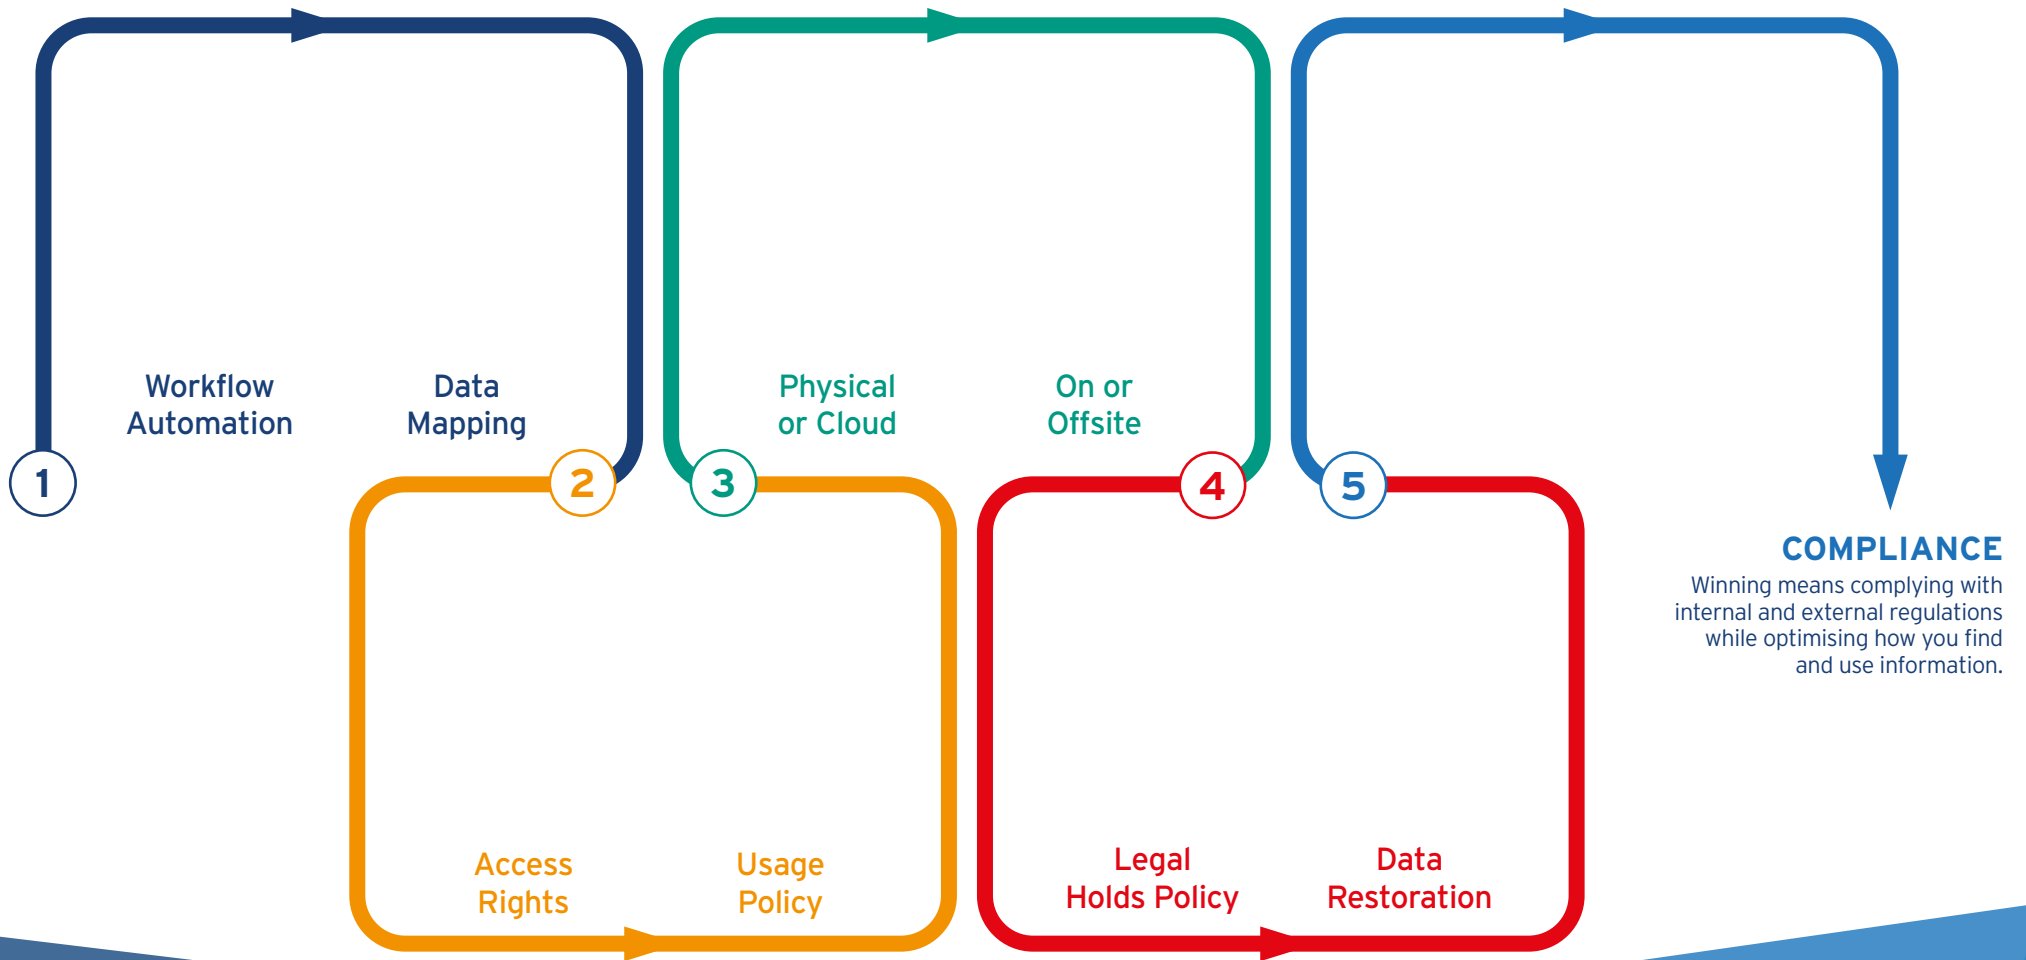 Workflow
Automation
Data
Mapping
Physical
or Cloud
On or
Offsite
1
2
3
4
5
COMPLIANCE
Winning means complying with
internal and external regulations
while optimising how you find
and use information.
Access
Rights
Usage
Policy
Legal
Holds Policy
Data
Restoration